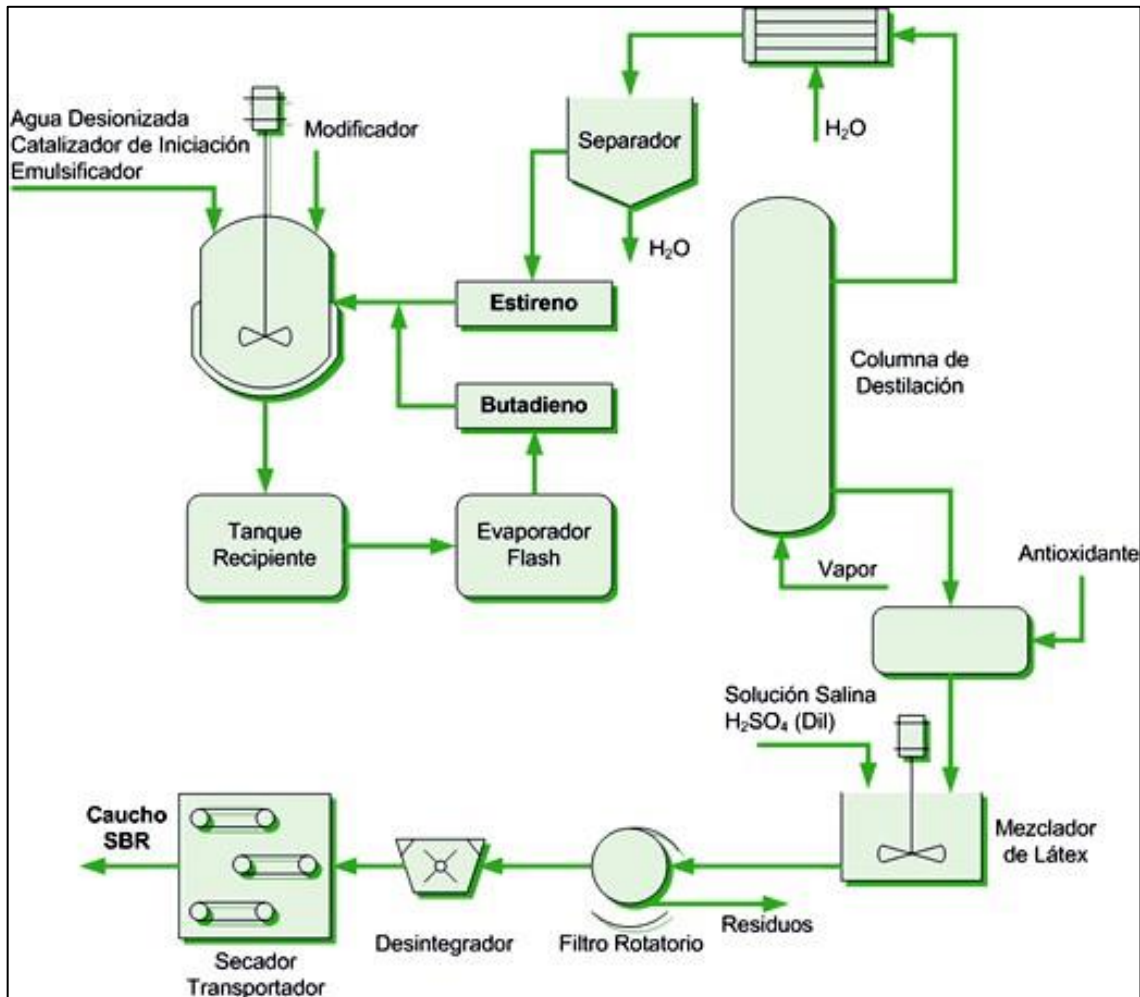 Agua Desionizada
Catalizador de Iniciación
Emulsificador
Modificador
Separador
H₂O
H₂O
Estireno
Butadieno
Columna de
Destilación
Tanque
Recipiente
Evaporador
Flash
Vapor
Antioxidante
Solución Salina
H₂SO₄ (Dil)
Mezclador
de Látex
Caucho
SBR
Residuos
Desintegrador
Filtro Rotatorio
Secador
Transportador